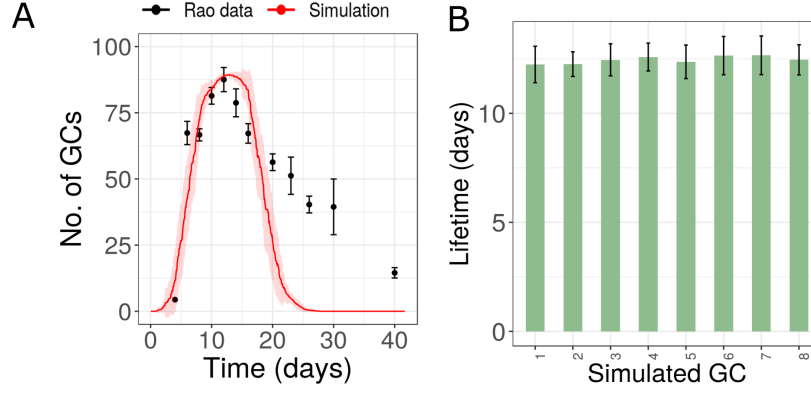 A
Rao data
Simulation
No. of GCs
100
75
50
25
0
0 10 20 30 40
Time (days)
B
Lifetime (days)
10
5
0
1 2 3 4 5 6 7 8
Simulated GC